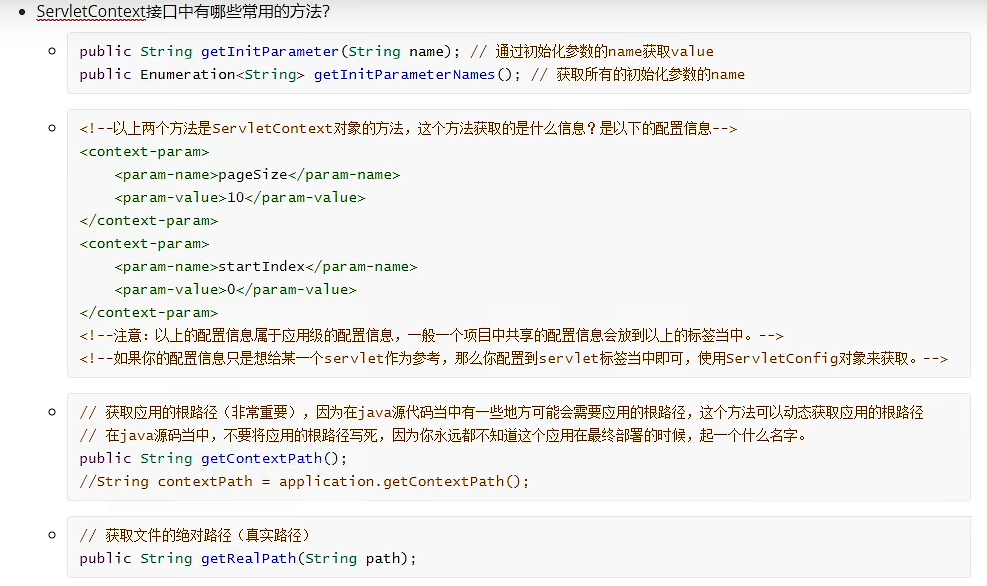 ServletContext接口中有哪些常用的方法?
public String getInitParameter(String name); // 通过初始化参数的name获取value
public Enumeration<String> getInitParameterNames(); // 获取所有的初始化参数的name
<!--以上两个方法是ServletContext对象的方法，这个方法获取的是什么信息？是以下的配置信息-->
<context-param>
    <param-name>pageSize</param-name>
    <param-value>10</param-value>
</context-param>
<context-param>
    <param-name>startIndex</param-name>
    <param-value>0</param-value>
</context-param>
<!--注意：以上的配置信息属于应用级的配置信息，一般一个项目中共享的配置信息会放到以上的标签当中。-->
<!--如果你的配置信息只是想给某一个servlet作为参考，那么你配置到servlet标签当中即可，使用ServletConfig对象来获取。-->
// 获取应用的根路径（非常重要），因为在java源代码当中有一些地方可能会需要应用的根路径，这个方法可以动态获取应用的根路径
// 在java源码当中，不要将应用的根路径写死，因为你永远都不知道这个应用在最终部署的时候，起一个什么名字。
public String getContextPath();
//String contextPath = application.getContextPath();
// 获取文件的绝对路径（真实路径）
public String getRealPath(String path);